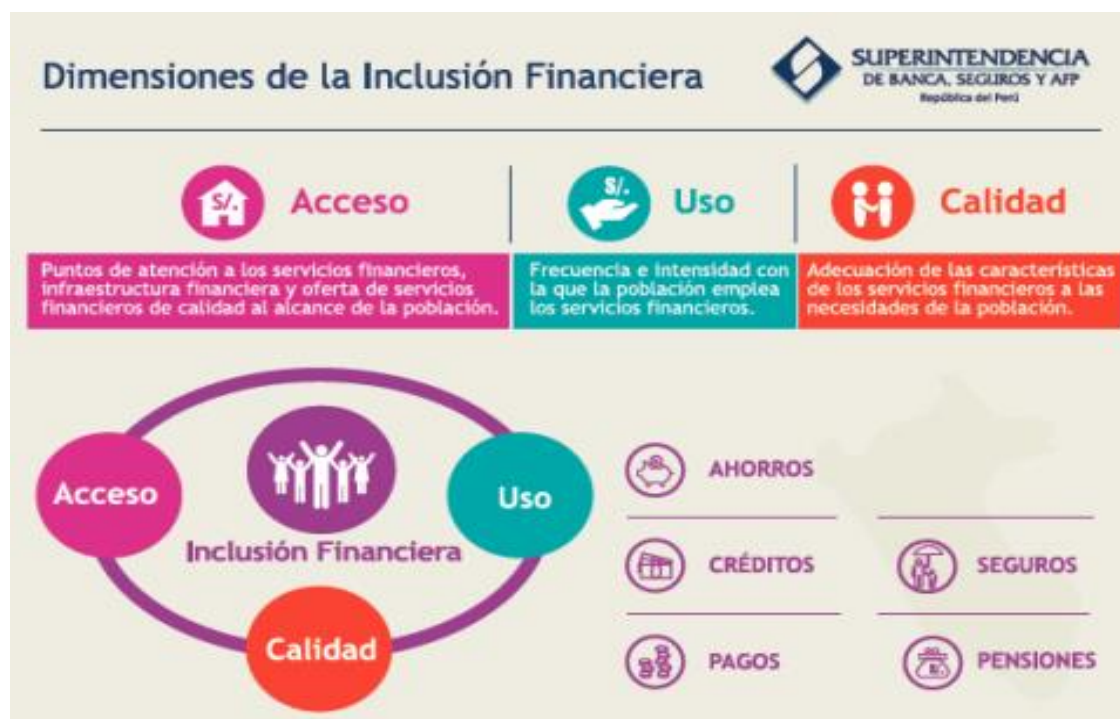 Dimensiones de la Inclusión Financiera
SUPERINTENDENCIA
DE BANCA, SEGUROS Y AFP
República del Perú
S/.
Acceso
S/.
Uso
Calidad
Puntos de atención a los servicios financieros,
infraestructura financiera y oferta de servicios
financieros de calidad al alcance de la población.
Frecuencia e intensidad con
la que la población emplea
los servicios financieros.
Adecuación de las características
de los servicios financieros a las
necesidades de la población.
Acceso
Uso
Inclusión Financiera
Calidad
AHORROS
CRÉDITOS
SEGUROS
PAGOS
PENSIONES